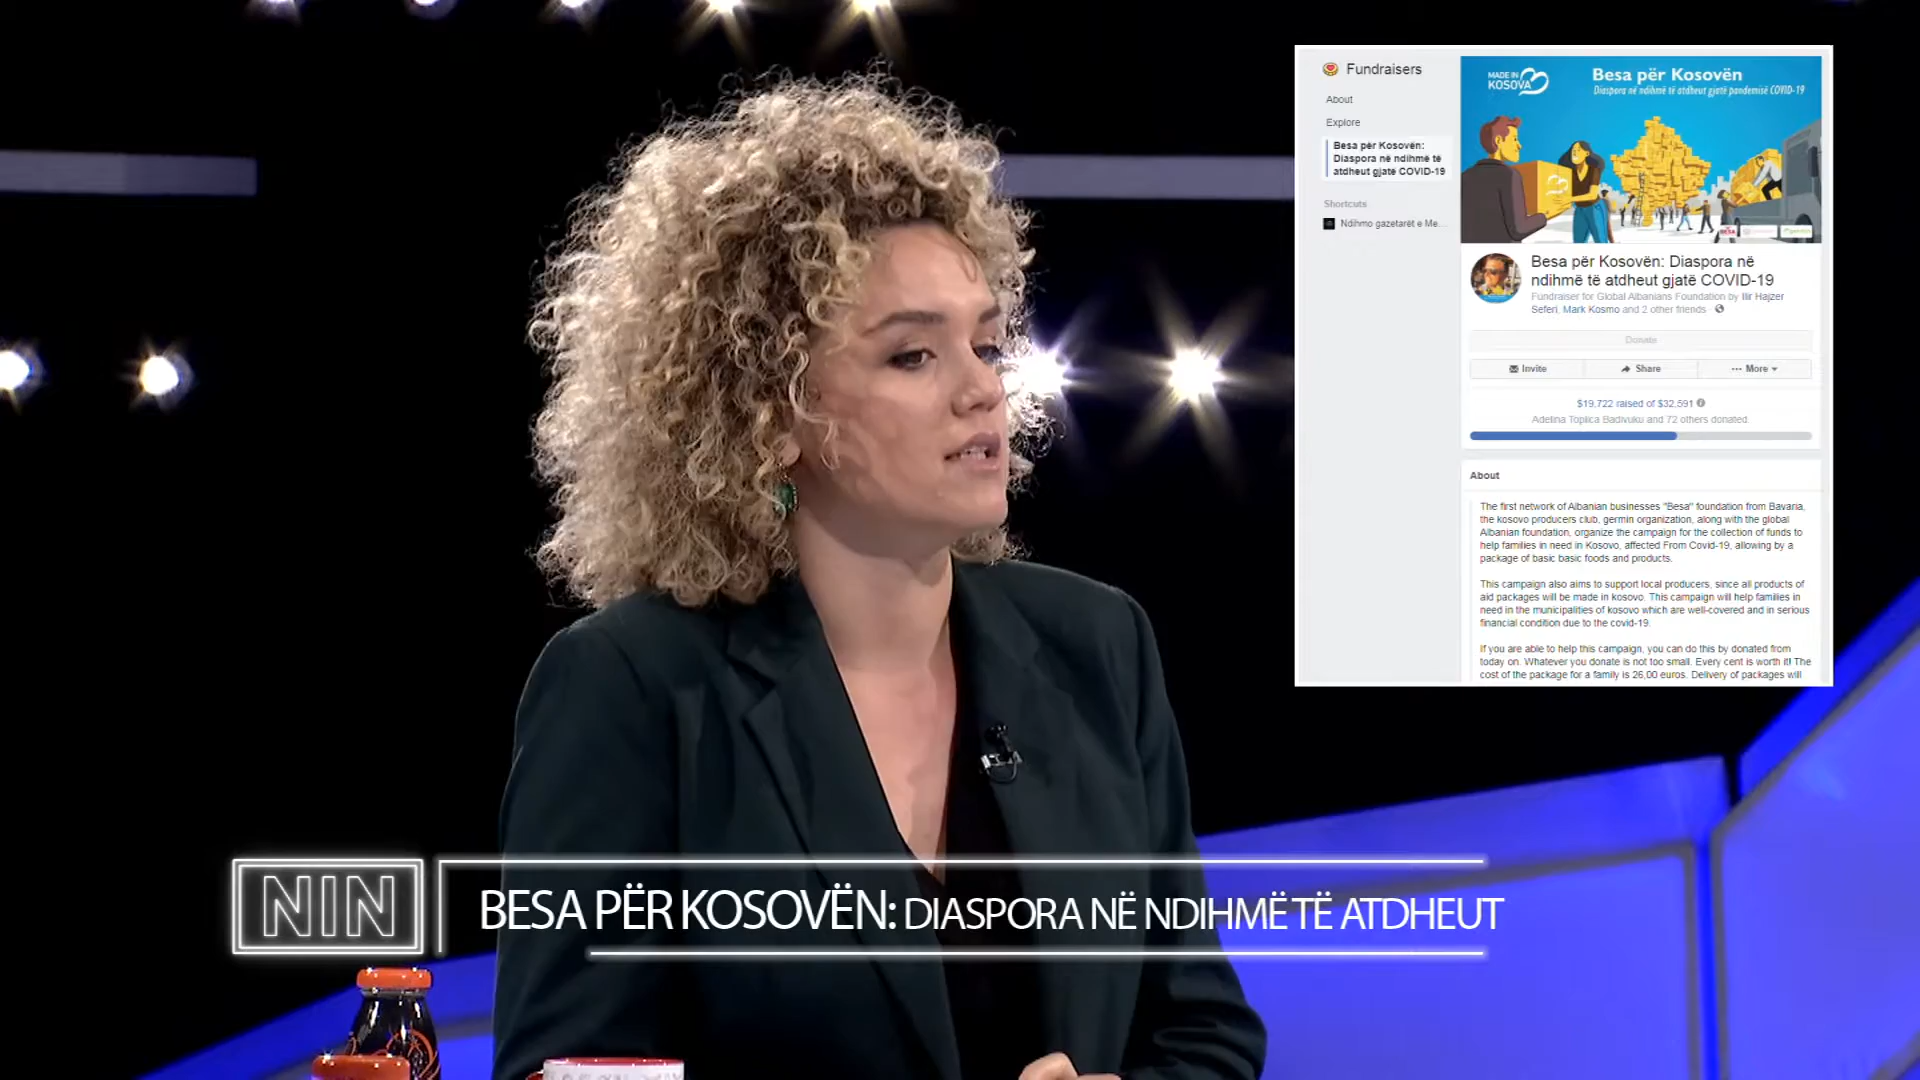 Fundraisers
About
Explore
Besa për Kosovën:
Diaspora në ndihmë të
atdheut gjatë COVID-19
Shortcuts
Ndihmo gazetarët e Me...
MADE IN
KOSOVA
Besa për Kosovën
Diaspora në ndihmë të atdheut gjatë pandemisë COVID-19
BESA
Besa për Kosovën: Diaspora në
ndihmë të atdheut gjatë COVID-19
Fundraiser for Global Albanians Foundation by Ilir Hajzer
Seferi, Mark Kosmo and 2 other friends
Donate
Invite
Share
More
$19,722 raised of $32,591
Adelina Toplica Badivuku and 72 others donated.
About
The first network of Albanian businesses "Besa" foundation from Bavaria,
the kosovo producers club, germin organization, along with the global
Albanian foundation, organize the campaign for the collection of funds to
help families in need in Kosovo, affected From Covid-19, allowing by a
package of basic basic foods and products.
This campaign also aims to support local producers, since all products of
aid packages will be made in kosovo. This campaign will help families in
need in the municipalities of kosovo which are well-covered and in serious
financial condition due to the covid-19.
If you are able to help this campaign, you can do this by donated from
today on. Whatever you donate is not too small. Every cent is worth it! The
cost of the package for a family is 26,00 euros. Delivery of packages will
NIN
BESA PËR KOSOVËN: DIASPORA NË NDIHMË TË ATDHEUT